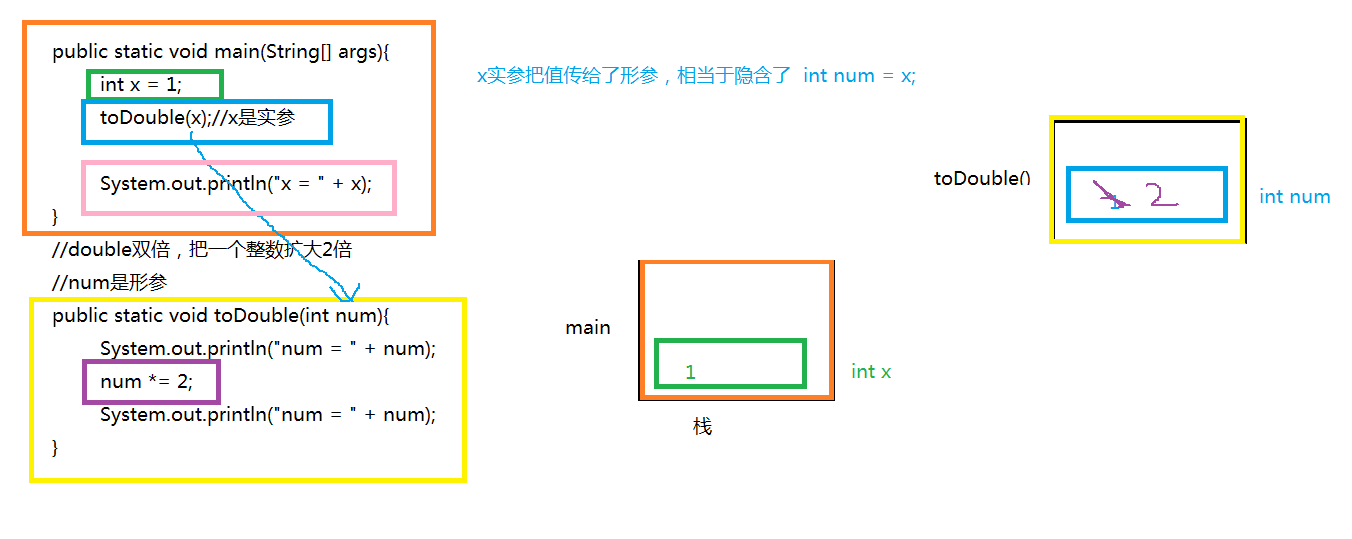 public static void main(String[] args){
int x = 1;
toDouble(x);//x是实参
System.out.println("x = " + x);
}
//double双倍，把一个整数扩大2倍
//num是形参
public static void toDouble(int num){
System.out.println("num = " + num);
num *= 2;
System.out.println("num = " + num);
}
x实参把值传给了形参，相当于隐含了 int num = x;
main
1
int x
栈
toDouble()
1 2
int num